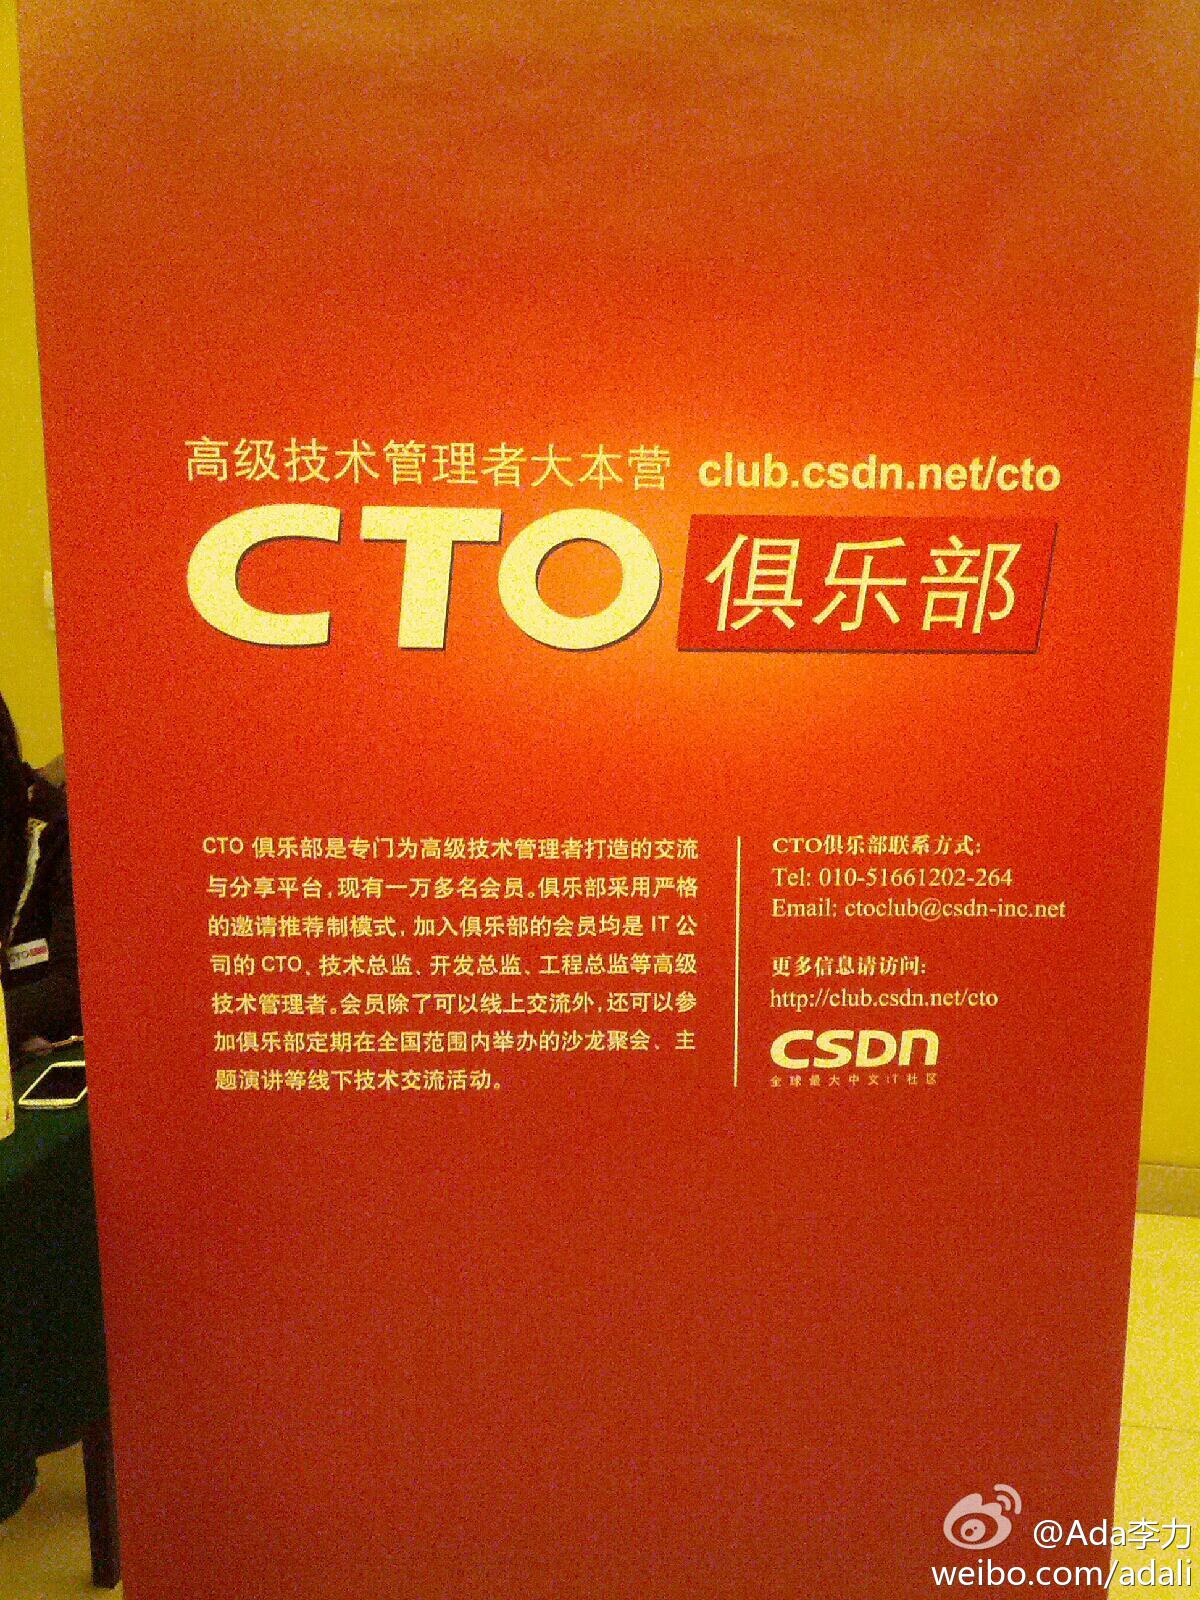 高级技术管理者大本营 club.csdn.net/cto
CTO 俱乐部
CTO 俱乐部是专门为高级技术管理者打造的交流
与分享平台，现有一万多名会员。俱乐部采用严格
的邀请推荐制模式，加入俱乐部的会员均是 IT 公
司的 CTO、技术总监、开发总监、工程总监等高级
技术管理者。会员除了可以线上交流外，还可以参
加俱乐部定期在全国范围内举办的沙龙聚会、主
题演讲等线下技术交流活动。
CTO俱乐部联系方式：
Tel: 010-51661202-264
Email: ctoclub@csdn-inc.net
更多信息请访问：
http://club.csdn.net/cto
CSDN
全球最大中文IT社区
CTO
@Ada李力
weibo.com/adali